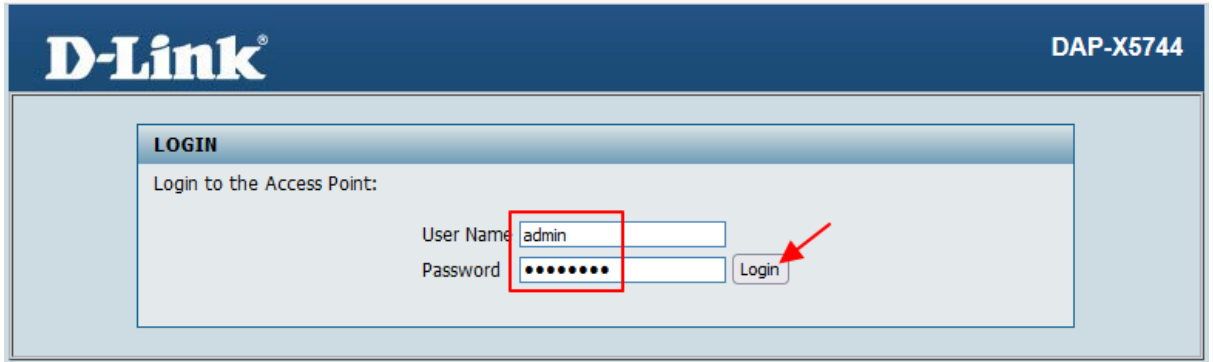 D-Link®
DAP-X5744
LOGIN
Login to the Access Point:
User Name admin
Password ●●●●●●●● Login